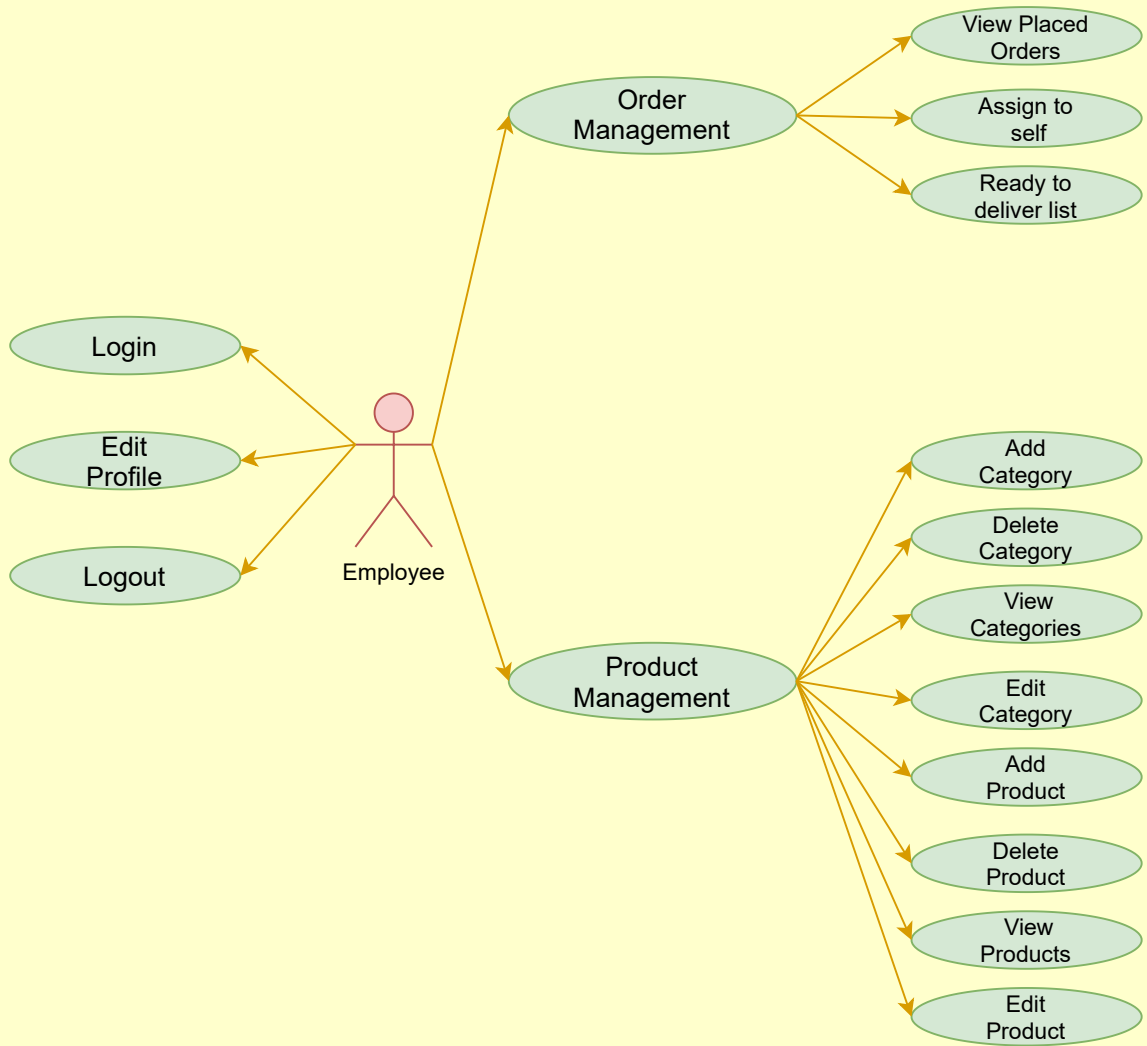 View Placed
Orders
Order
Management
Assign to
self
Ready to
deliver list
Login
Edit
Profile
Logout
Employee
Add
Category
Delete
Category
View
Categories
Product
Management
Edit
Category
Add
Product
Delete
Product
View
Products
Edit
Product